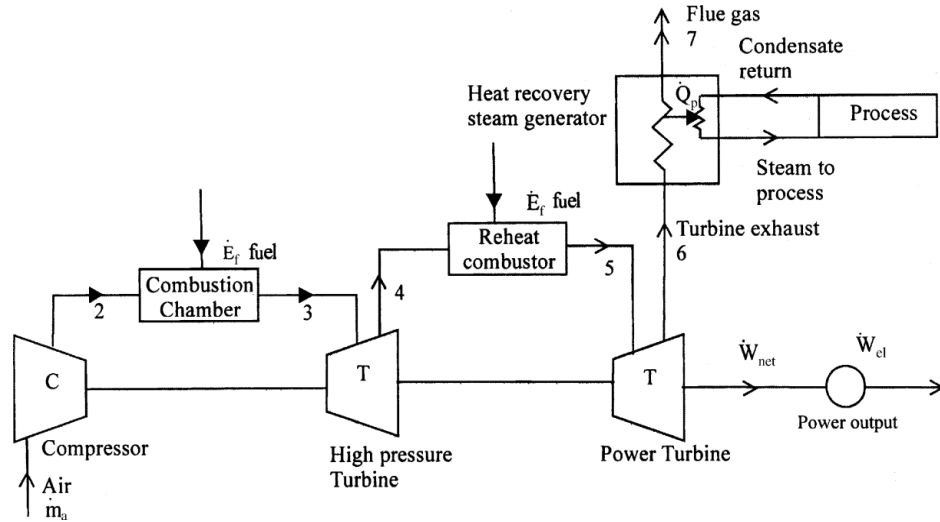 Flue gas
7
Condensate
return
Heat recovery
steam generator
Q̇p
Process
Steam to
process
Ėf fuel
Ėf fuel
Turbine exhaust
6
Reheat
combustor
5
4
Combustion
Chamber
2
3
C
T
T
Ẇnet
Ẇel
Power output
Compressor
High pressure
Turbine
Power Turbine
Air
ṁa